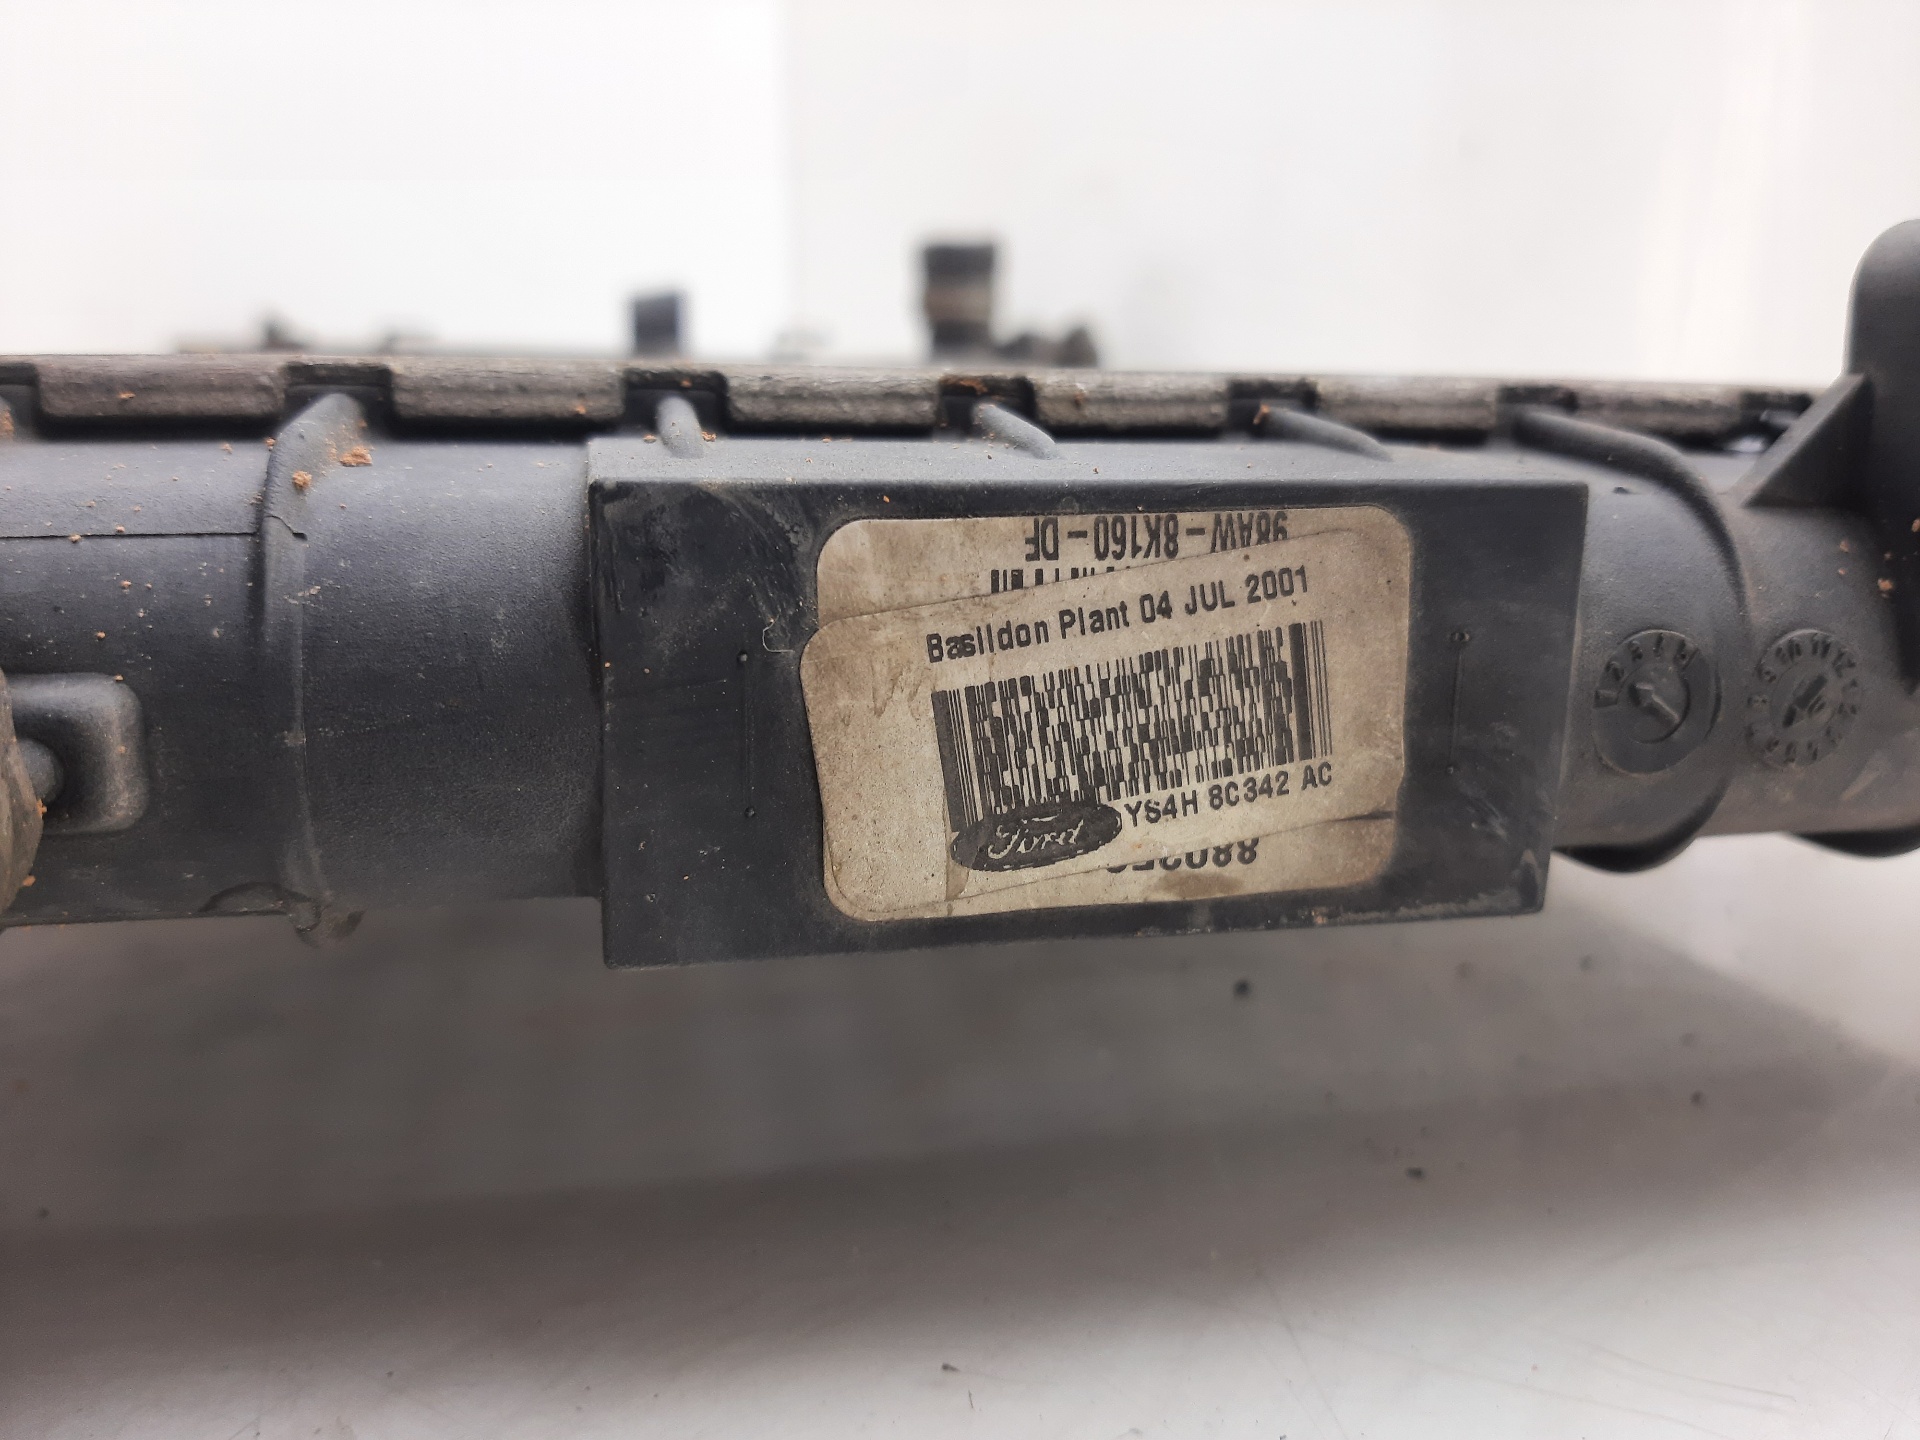 98AW-8K160-DF
Basildon Plant 04 JUL 2001
YS4H 8C342 AC
Ford